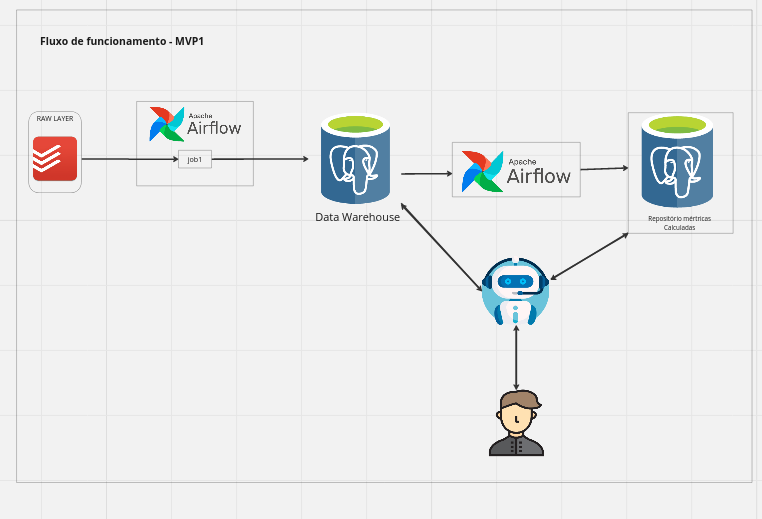 Fluxo de funcionamento - MVP1
RAW LAYER
Apache
Airflow
job1
Data Warehouse
Apache
Airflow
Repositório mértricas
Calculadas